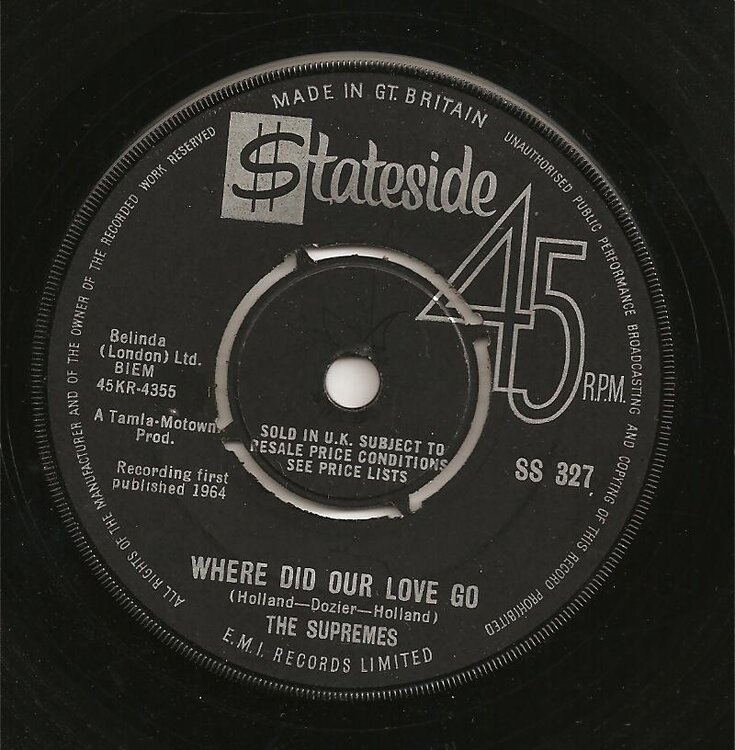 MADE IN GT. BRITAIN
$tateside
45
R.P.M.
UNAUTHORISED PUBLIC PERFORMANCE BROADCASTING AND COPYING OF THIS RECORD PROHIBITED
ALL RIGHTS OF THE MANUFACTURER AND OF THE OWNER OF THE RECORDED WORK RESERVED
Belinda
(London) Ltd.
BIEM
45KR-4355
A Tamla-Motown
Prod.
Recording first
published 1964
SOLD IN U.K. SUBJECT TO
RESALE PRICE CONDITIONS
SEE PRICE LISTS
SS 327
WHERE DID OUR LOVE GO
(Holland—Dozier—Holland)
THE SUPREMES
E.M.I. RECORDS LIMITED